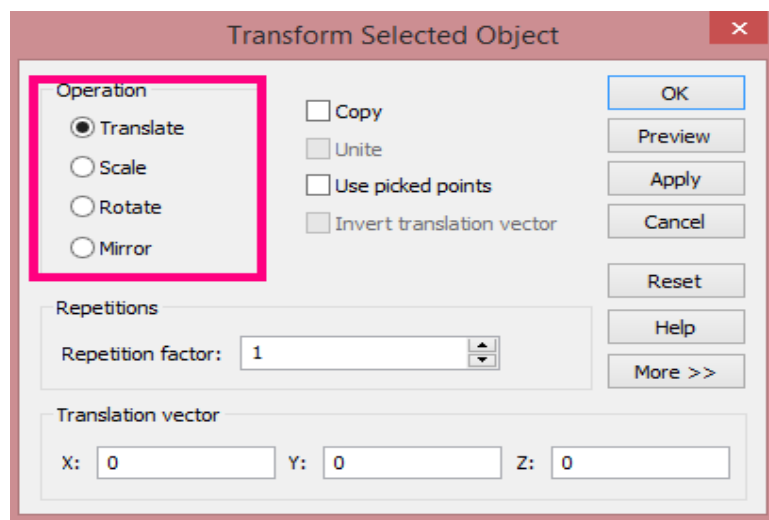 Transform Selected Object
Operation
Translate
Scale
Rotate
Mirror
Copy
Unite
Use picked points
Invert translation vector
OK
Preview
Apply
Cancel
Reset
Help
More >>
Repetitions
Repetition factor: 1
Translation vector
X: 0 Y: 0 Z: 0